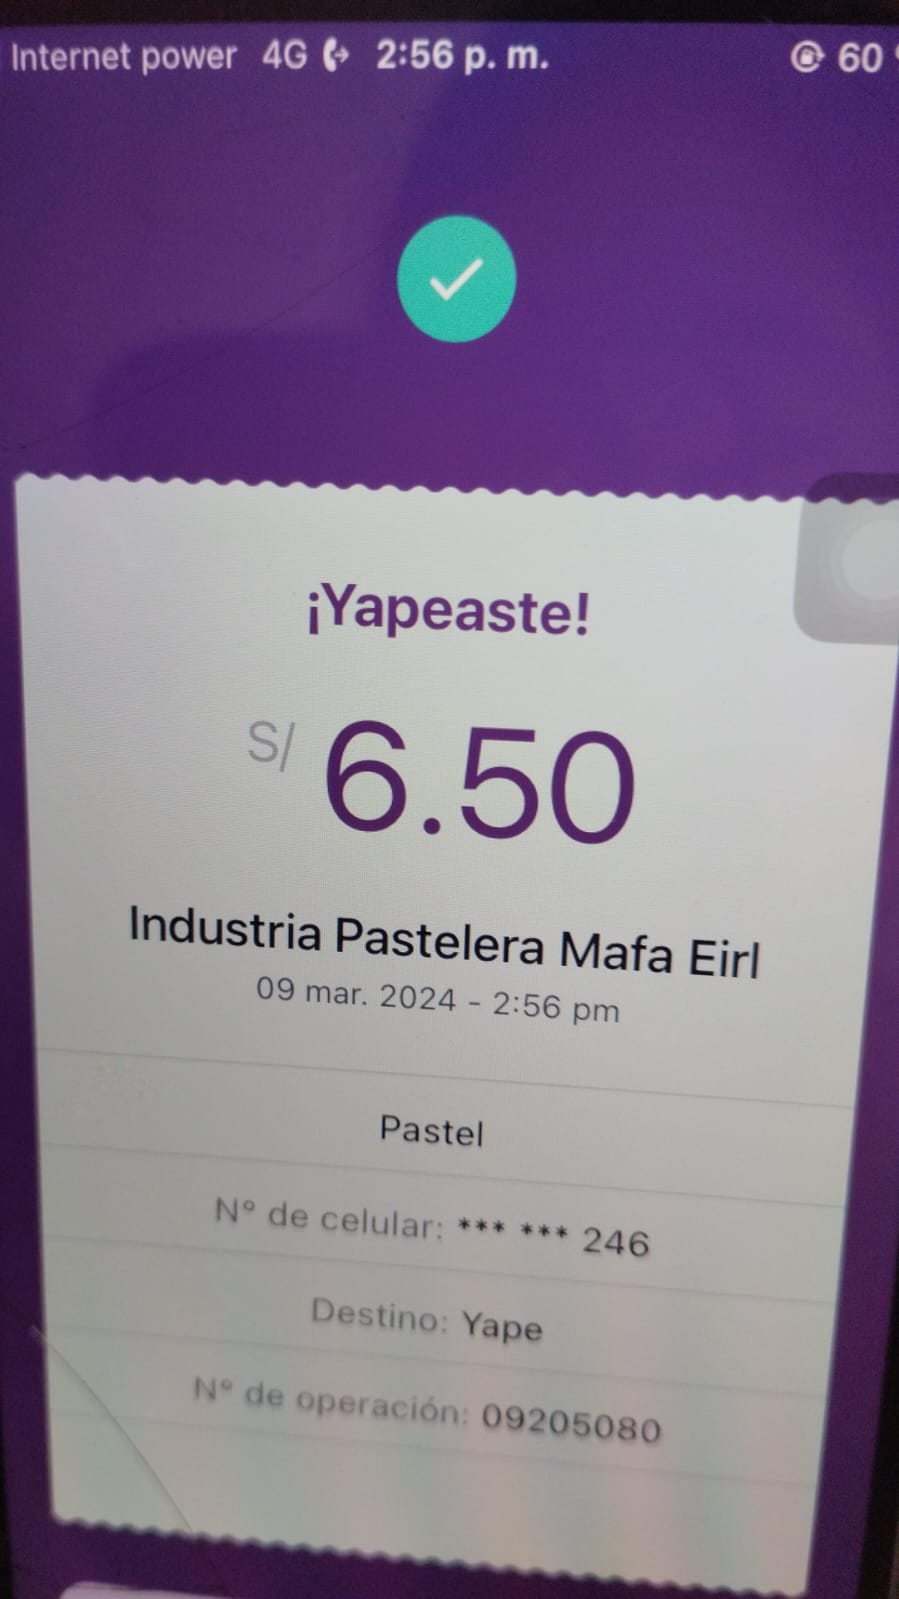 Internet power 4G 2:56 p. m. 60
¡Yapeaste!
S/ 6.50
Industria Pastelera Mafa Eirl
09 mar. 2024 - 2:56 pm
Pastel
N° de celular: *** *** 246
Destino: Yape
N° de operación: 09205080